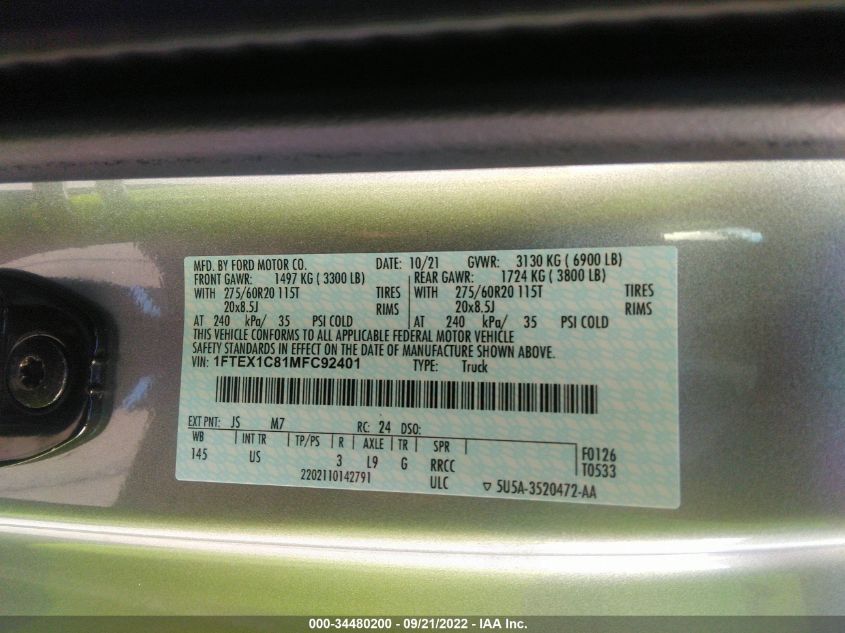 MFD. BY FORD MOTOR CO. DATE: 10/21 GVWR: 3130 KG ( 6900 LB)
FRONT GAWR: 1497 KG ( 3300 LB) REAR GAWR: 1724 KG ( 3800 LB)
WITH 275/60R20 115T TIRES WITH 275/60R20 115T TIRES
20x8.5J RIMS 20x8.5J RIMS
AT 240 kPa/ 35 PSI COLD AT 240 kPa/ 35 PSI COLD
THIS VEHICLE CONFORMS TO ALL APPLICABLE FEDERAL MOTOR VEHICLE
SAFETY STANDARDS IN EFFECT ON THE DATE OF MANUFACTURE SHOWN ABOVE.
VIN: 1FTEX1C81MFC92401 TYPE: Truck
EXT PNT: JS M7 RC: 24 DSO:
WB INT TR TP/PS R AXLE TR SPR F0126
145 US 3 L9 G RRCC T0533
2202110142791 ULC ▽ 5U5A-3520472-AA
000-34480200 - 09/21/2022 - IAA Inc.